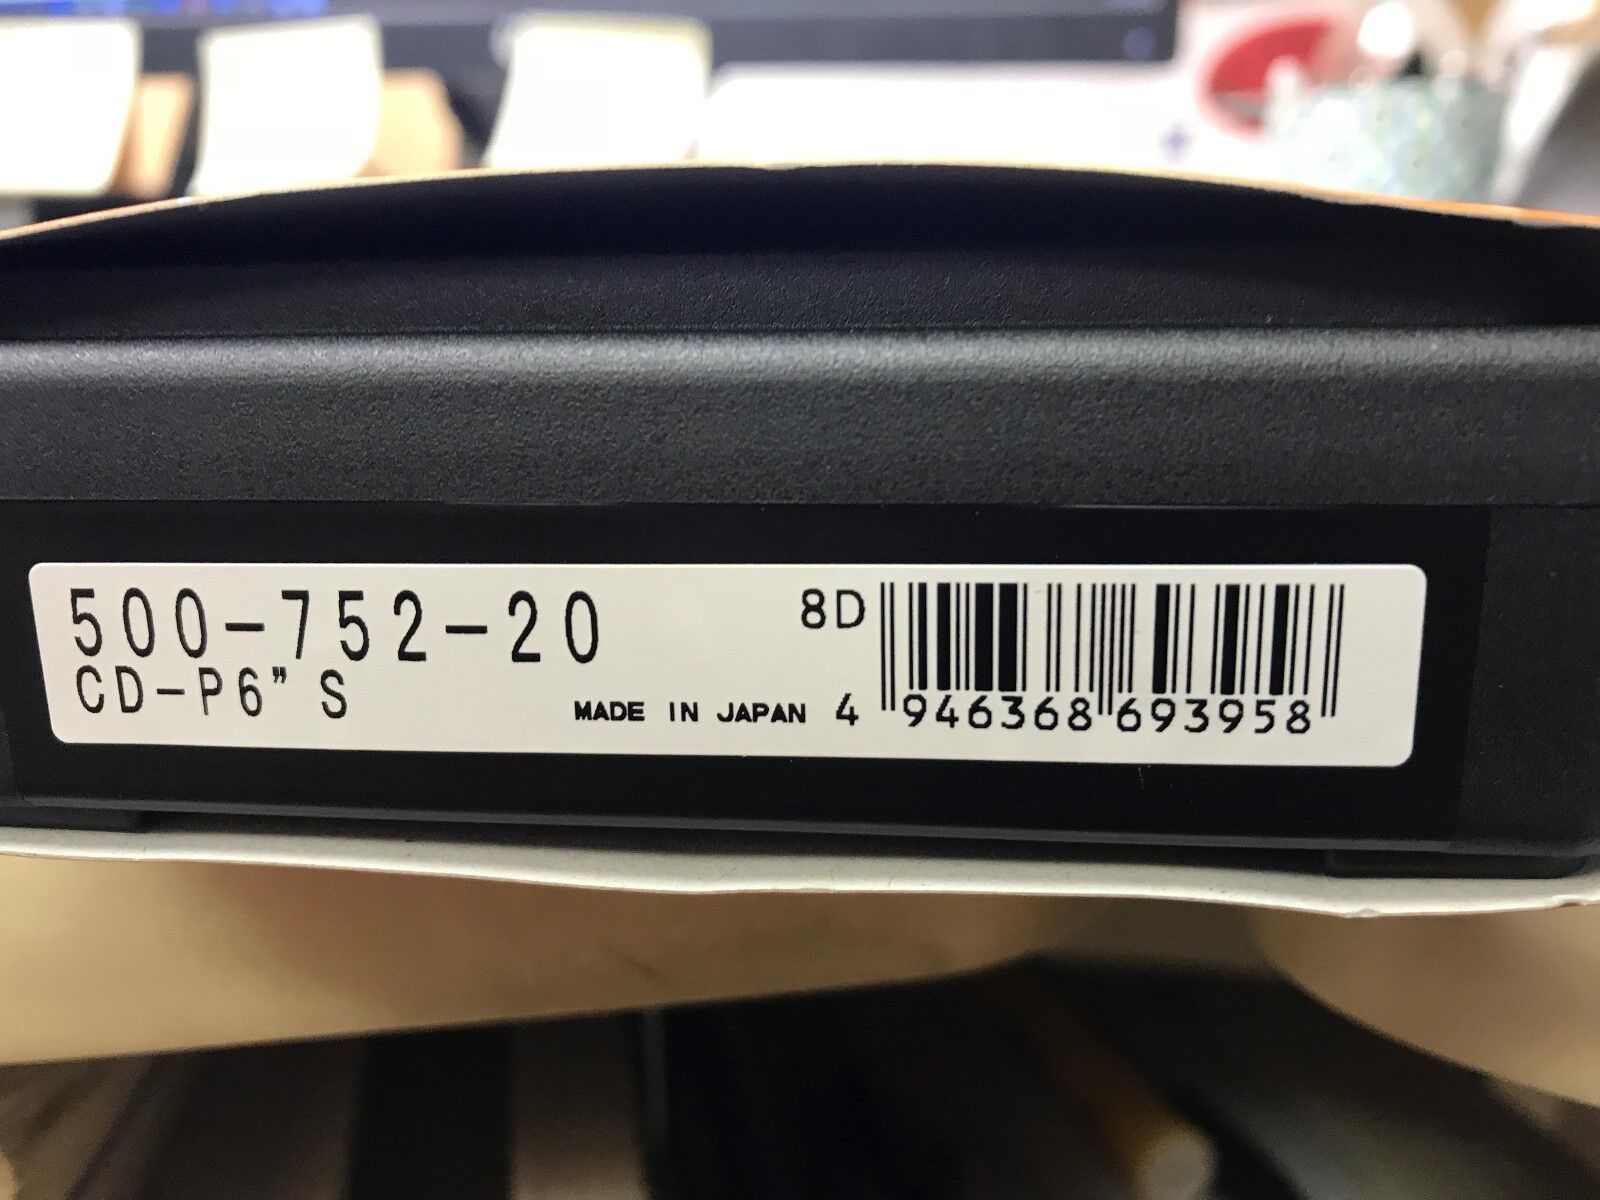 500-752-20
CD-P6" S
8D
MADE IN JAPAN
4 946368 693958